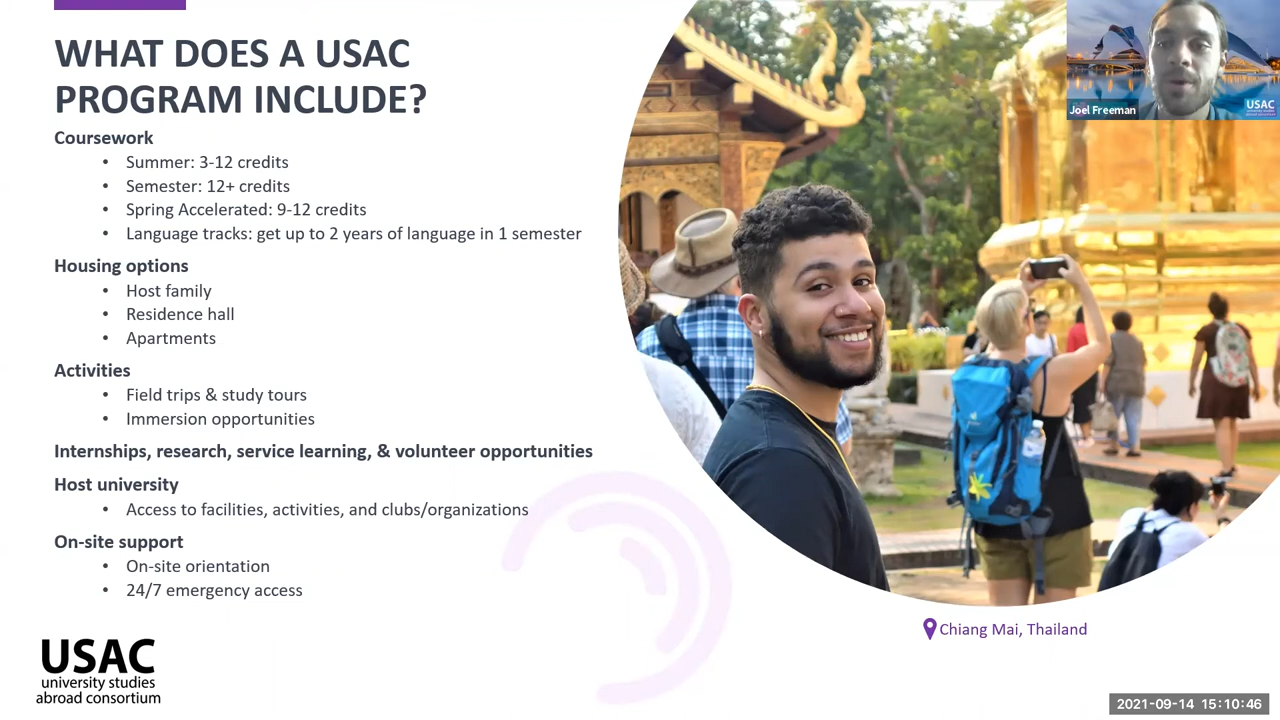 WHAT DOES A USAC
PROGRAM INCLUDE?
Coursework
• Summer: 3-12 credits
• Semester: 12+ credits
• Spring Accelerated: 9-12 credits
• Language tracks: get up to 2 years of language in 1 semester
Housing options
• Host family
• Residence hall
• Apartments
Activities
• Field trips & study tours
• Immersion opportunities
Internships, research, service learning, & volunteer opportunities
Host university
• Access to facilities, activities, and clubs/organizations
On-site support
• On-site orientation
• 24/7 emergency access
USAC
university studies
abroad consortium
Joel Freeman
USAC
Chiang Mai, Thailand
2021-09-14 15:10:46